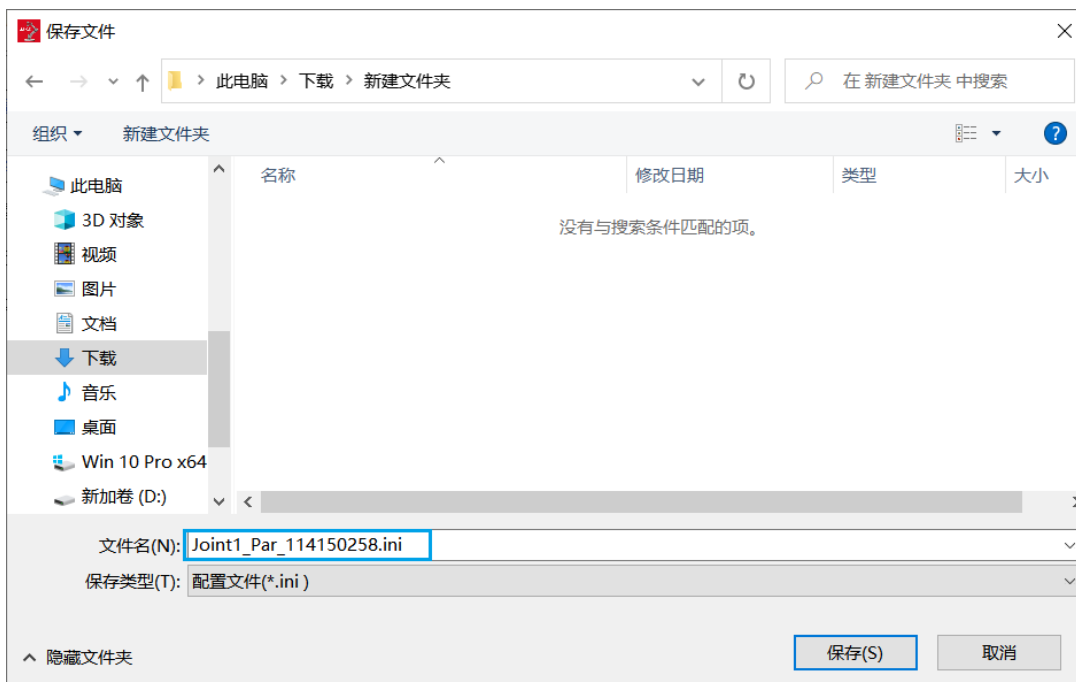 保存文件
此电脑 > 下载 > 新建文件夹
在 新建文件夹 中搜索
组织 新建文件夹
名称 修改日期 类型 大小
没有与搜索条件匹配的项。
此电脑
3D 对象
视频
图片
文档
下载
音乐
桌面
Win 10 Pro x64
新加卷 (D:)
文件名(N): Joint1_Par_114150258.ini
保存类型(T): 配置文件(*.ini )
隐藏文件夹 保存(S) 取消